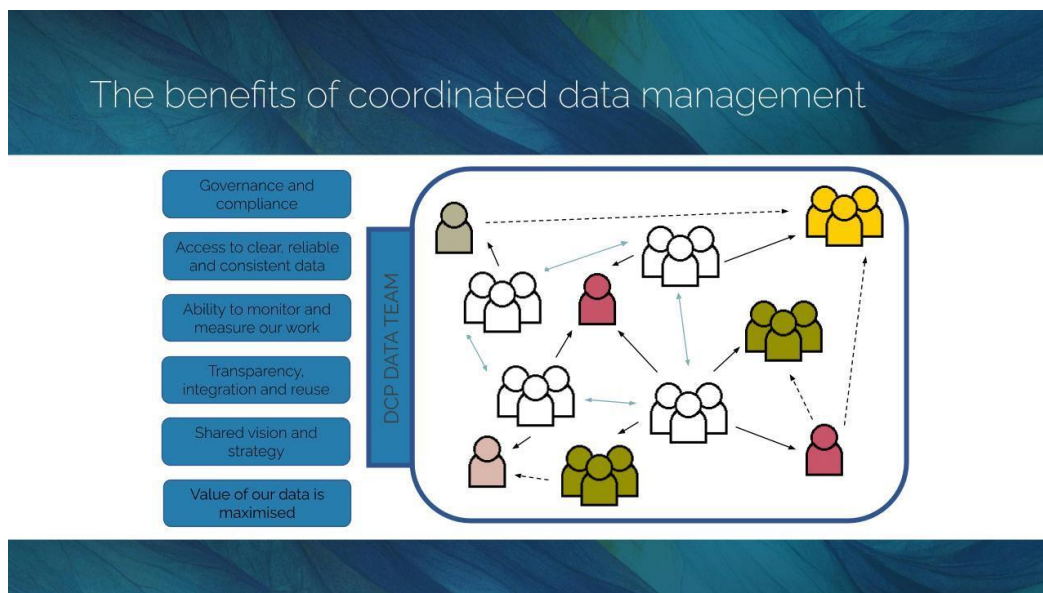 The benefits of coordinated data management
Governance and
compliance
Access to clear, reliable
and consistent data
Ability to monitor and
measure our work
Transparency,
integration and reuse
Shared vision and
strategy
Value of our data is
maximised
DCP DATA TEAM